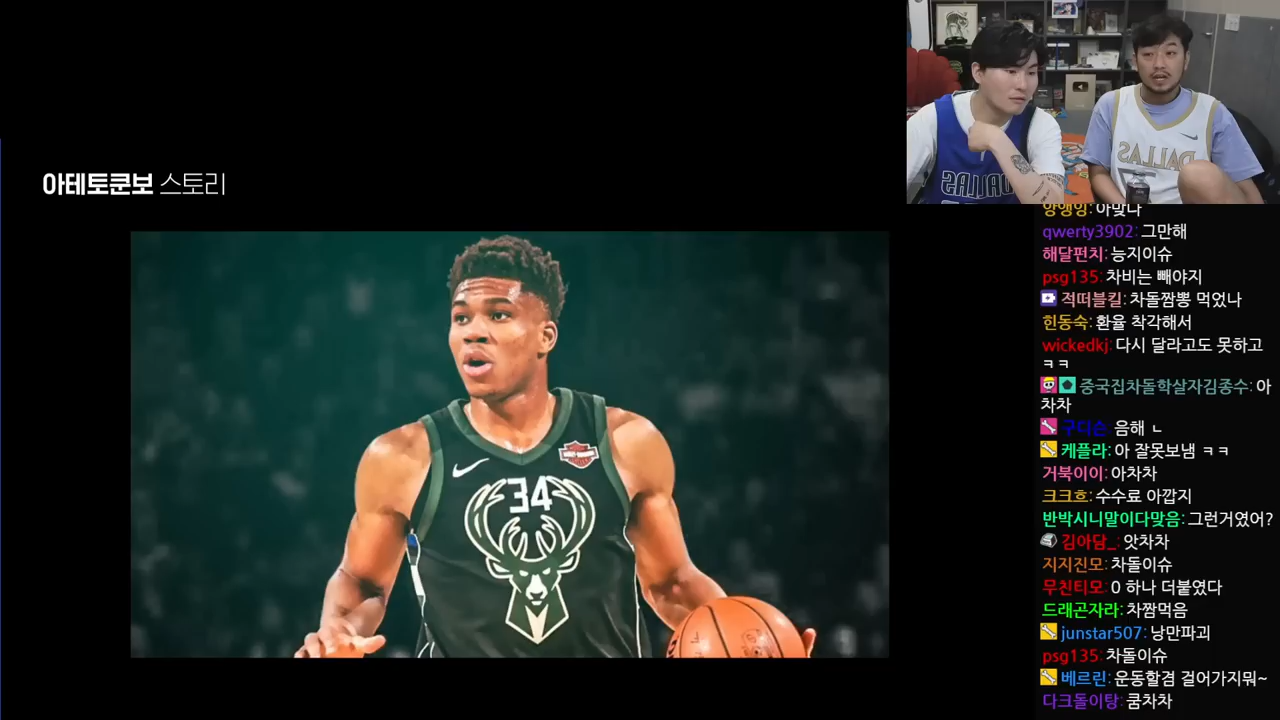 아테토쿤보 스토리
34
DALLAS
DALLAS
양갱잉: 아맞나
qwerty3902: 그만해
해달펀치: 능지이슈
psg135: 차비는 빼야지
적떠블킬: 차돌짬뽕 먹었나
힌동숙: 환율 착각해서
wickedkj: 다시 달라고도 못하고
ㅋㅋ
중국집차돌학살자김종수: 아
차차
구디슨: 음해 ㄴ
케플라: 아 잘못보냄 ㅋㅋ
거북이이: 아차차
크크흐: 수수료 아깝지
반박시니말이다맞음: 그런거였어?
김아담_: 앗차차
지지진모: 차돌이슈
무친티모: 0 하나 더붙였다
드래곤자라: 차짬먹음
junstar507: 낭만파괴
psg135: 차돌이슈
베르린: 운동할겸 걸어가지뭐~
다크돌이탕: 쿰차차